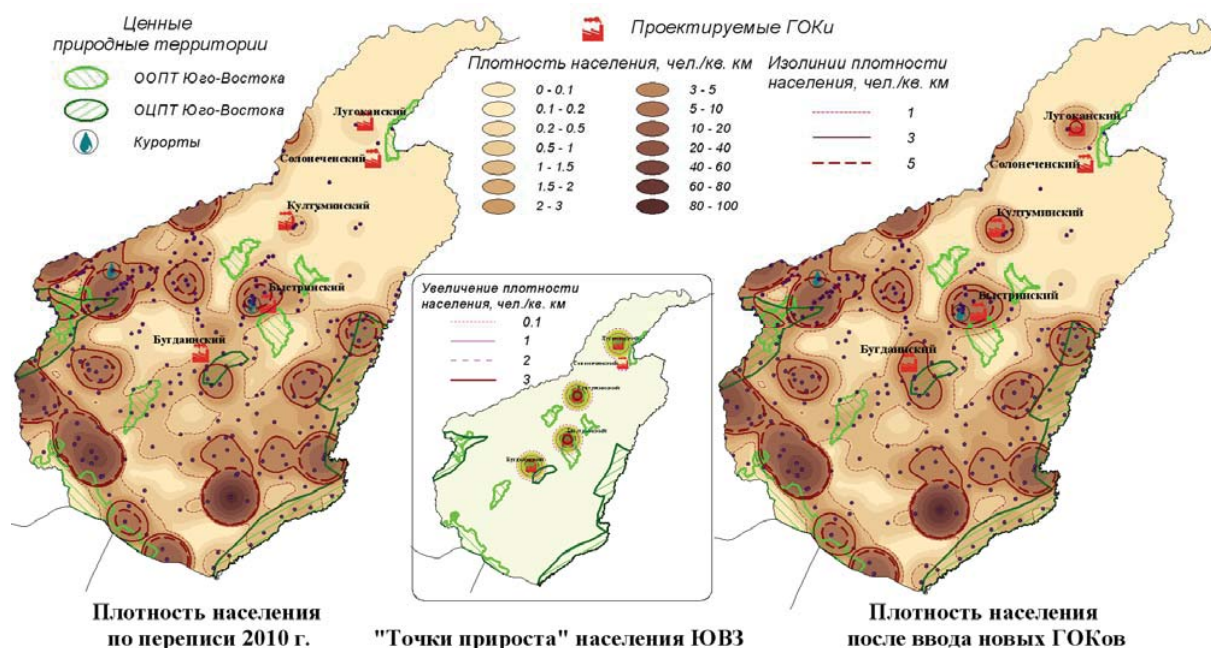 Ценные
природные территории
ООПТ Юго-Востока
ОЦПТ Юго-Востока
Курорты
Проектируемые ГОКи
Плотность населения, чел./кв. км
0 - 0.1
0.1 - 0.2
0.2 - 0.5
0.5 - 1
1 - 1.5
1.5 - 2
2 - 3
3 - 5
5 - 10
10 - 20
20 - 40
40 - 60
60 - 80
80 - 100
Изолинии плотности
населения, чел./кв. км
1
3
5
Лугоканский
Солонеченский
Култуминский
Быстринский
Бугдаинский
Увеличение плотности
населения, чел./кв. км
0.1
1
2
3
Лугоканский
Солонеченский
Култуминский
Быстринский
Бугдаинский
Плотность населения
по переписи 2010 г.
"Точки прироста" населения ЮВЗ
Плотность населения
после ввода новых ГОКов